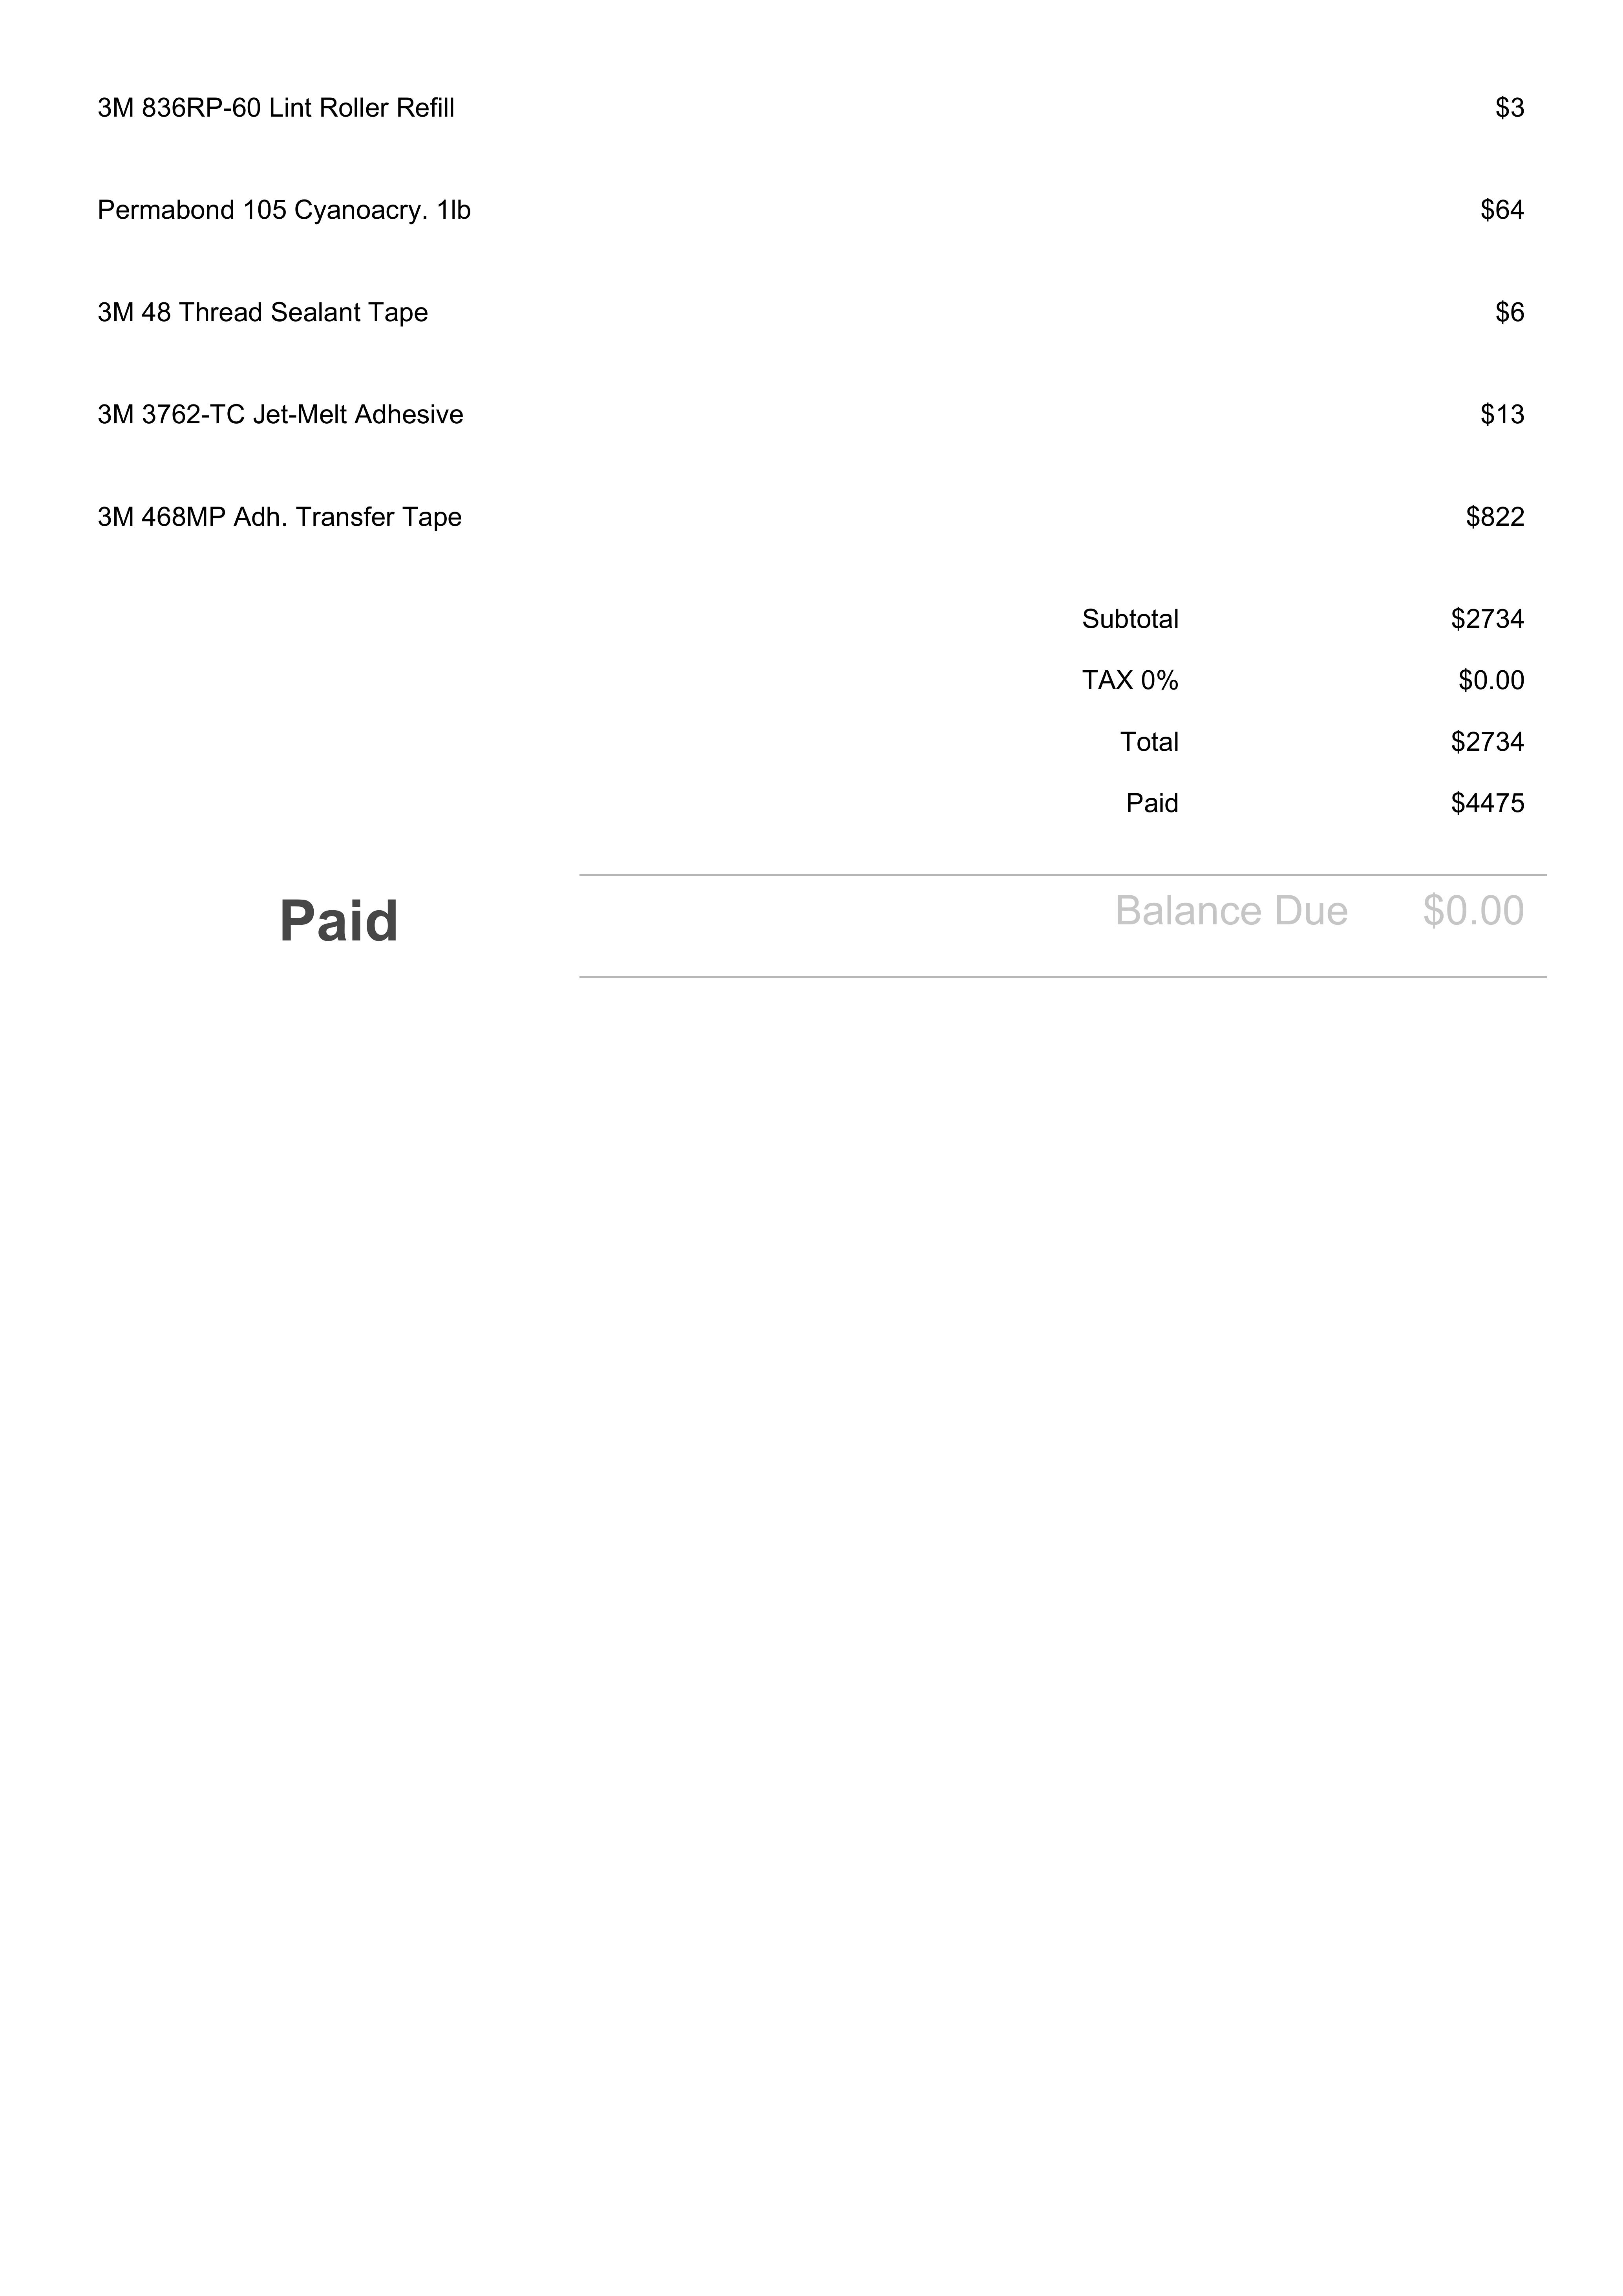 3M 836RP-60 Lint Roller Refill $3
Permabond 105 Cyanoacry. 1lb $64
3M 48 Thread Sealant Tape $6
3M 3762-TC Jet-Melt Adhesive $13
3M 468MP Adh. Transfer Tape $822
Subtotal $2734
TAX 0% $0.00
Total $2734
Paid $4475
Paid Balance Due $0.00